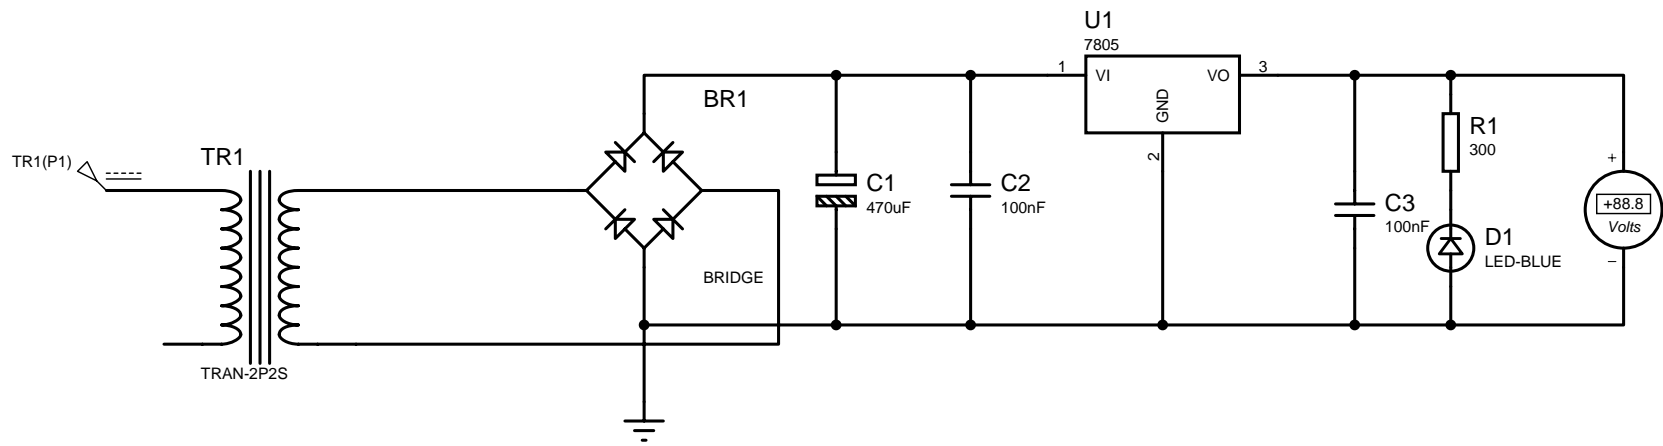 U1
7805
1
VI
VO
3
GND
2
BR1
BRIDGE
TR1(P1)
TR1
TRAN-2P2S
C1
470uF
C2
100nF
C3
100nF
R1
300
D1
LED-BLUE
+
+88.8
Volts
−